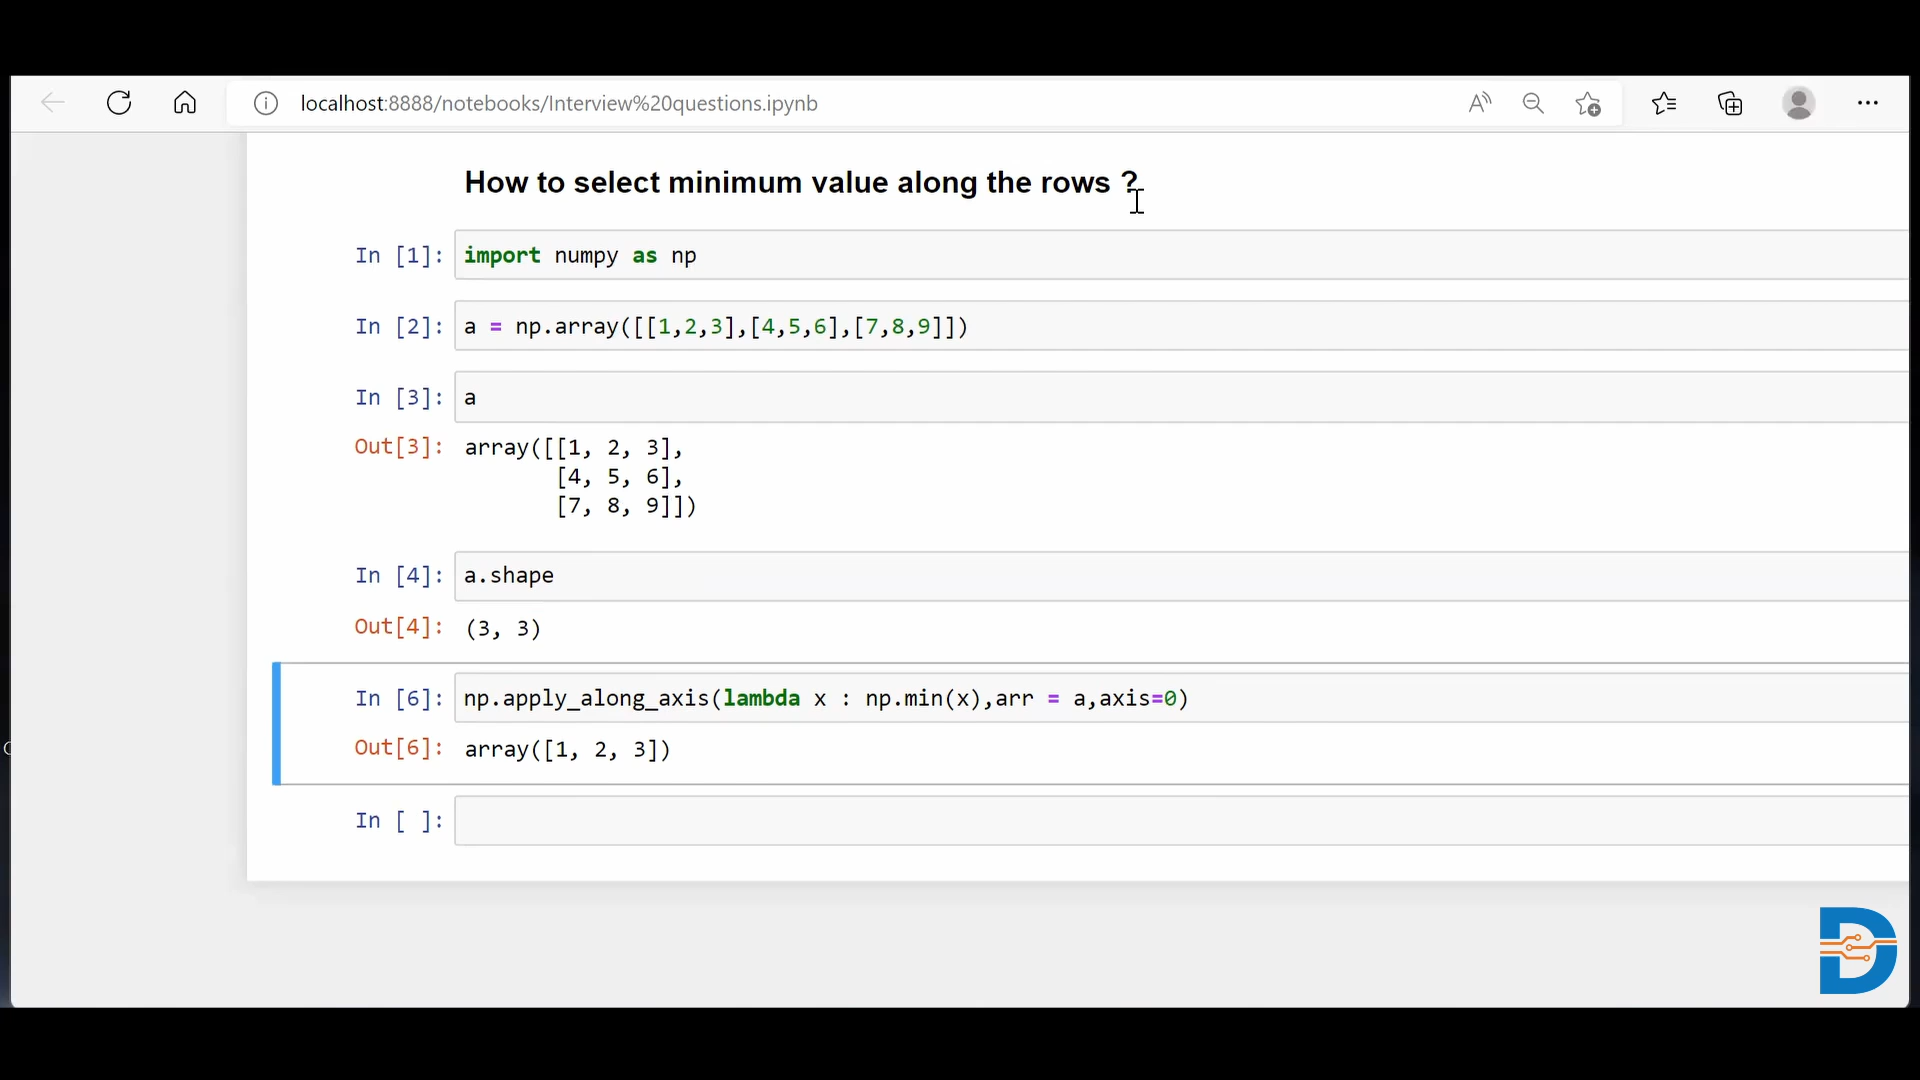 localhost:8888/notebooks/Interview%20questions.ipynb
How to select minimum value along the rows ?
In [1]: import numpy as np
In [2]: a = np.array([[1,2,3],[4,5,6],[7,8,9]])
In [3]: a
Out[3]: array([[1, 2, 3],
[4, 5, 6],
[7, 8, 9]])
In [4]: a.shape
Out[4]: (3, 3)
In [6]: np.apply_along_axis(lambda x : np.min(x),arr = a,axis=0)
Out[6]: array([1, 2, 3])
In [ ]: